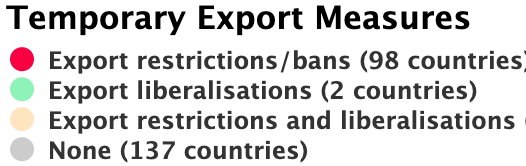 Temporary Export Measures
Export restrictions/bans (98 countries)
Export liberalisations (2 countries)
Export restrictions and liberalisations (
None (137 countries)